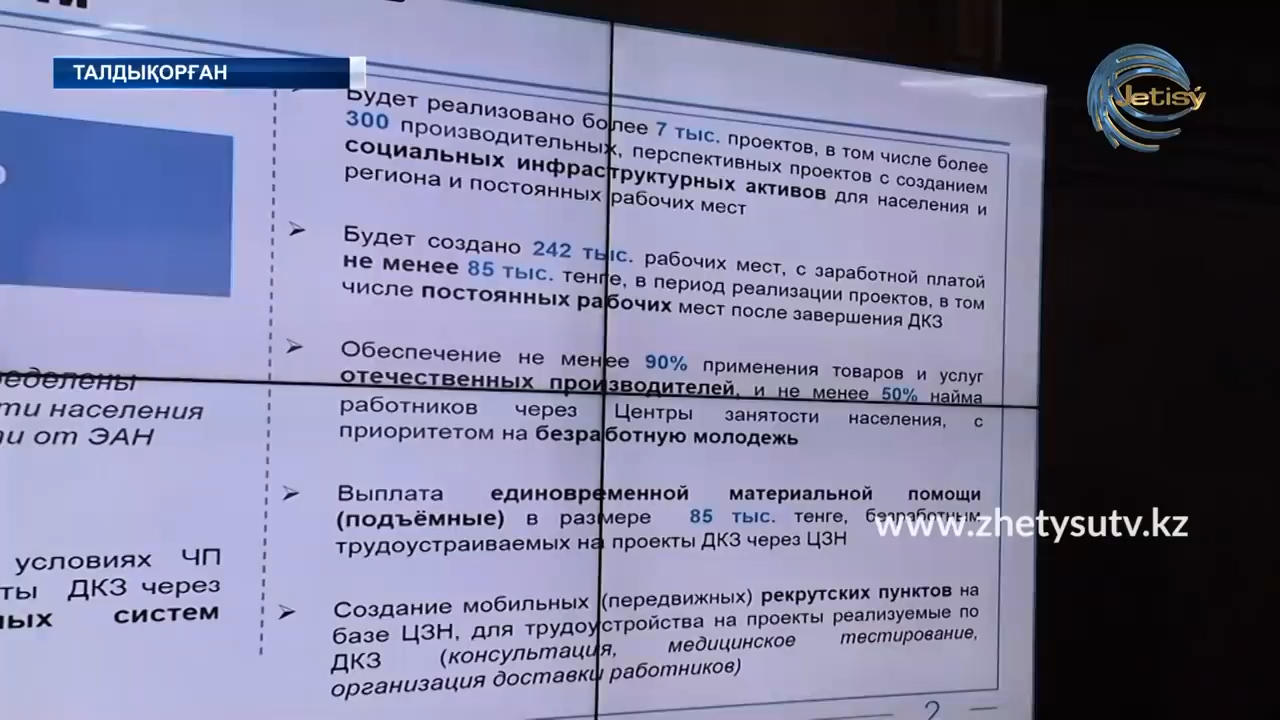 ТАЛДЫҚОРҒАН
Jetisý
Будет реализовано более 7 тыс. проектов, в том числе более
300 производительных, перспективных проектов с созданием
социальных инфраструктурных активов для населения и
региона и постоянных рабочих мест
Будет создано 242 тыс. рабочих мест, с заработной платой
не менее 85 тыс. тенге, в период реализации проектов, в том
числе постоянных рабочих мест после завершения ДКЗ
Обеспечение не менее 90% применения товаров и услуг
отечественных производителей, и не менее 50% найма
работников через Центры занятости населения, с
приоритетом на безработную молодежь
Выплата единовременной материальной помощи
(подъёмные) в размере 85 тыс. тенге, безработным
трудоустраиваемых на проекты ДКЗ через ЦЗН
Создание мобильных (передвижных) рекрутских пунктов на
базе ЦЗН, для трудоустройства на проекты реализуемые по
ДКЗ (консультация, медицинское тестирование,
организация доставки работников)
населения
от ЭАН
условиях ЧП
ДКЗ через
систем
www.zhetysutv.kz
2